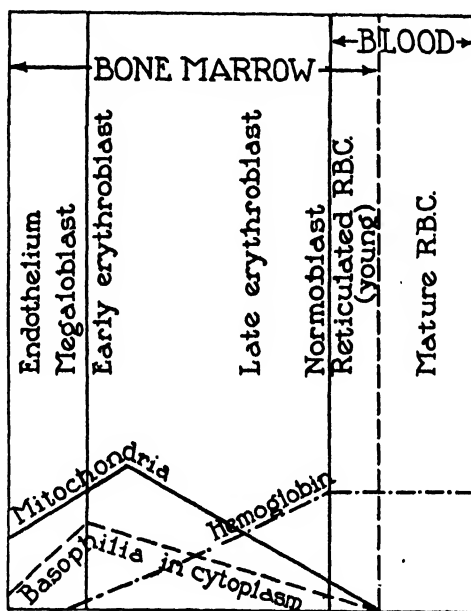 BLOOD
BONE MARROW
Endothelium
Megaloblast
Early erythroblast
Late erythroblast
Normoblast
Reticulated R.B.C.
(young)
Mature R.B.C.
Mitochondria
Hemoglobin
Basophilia in cytoplasm